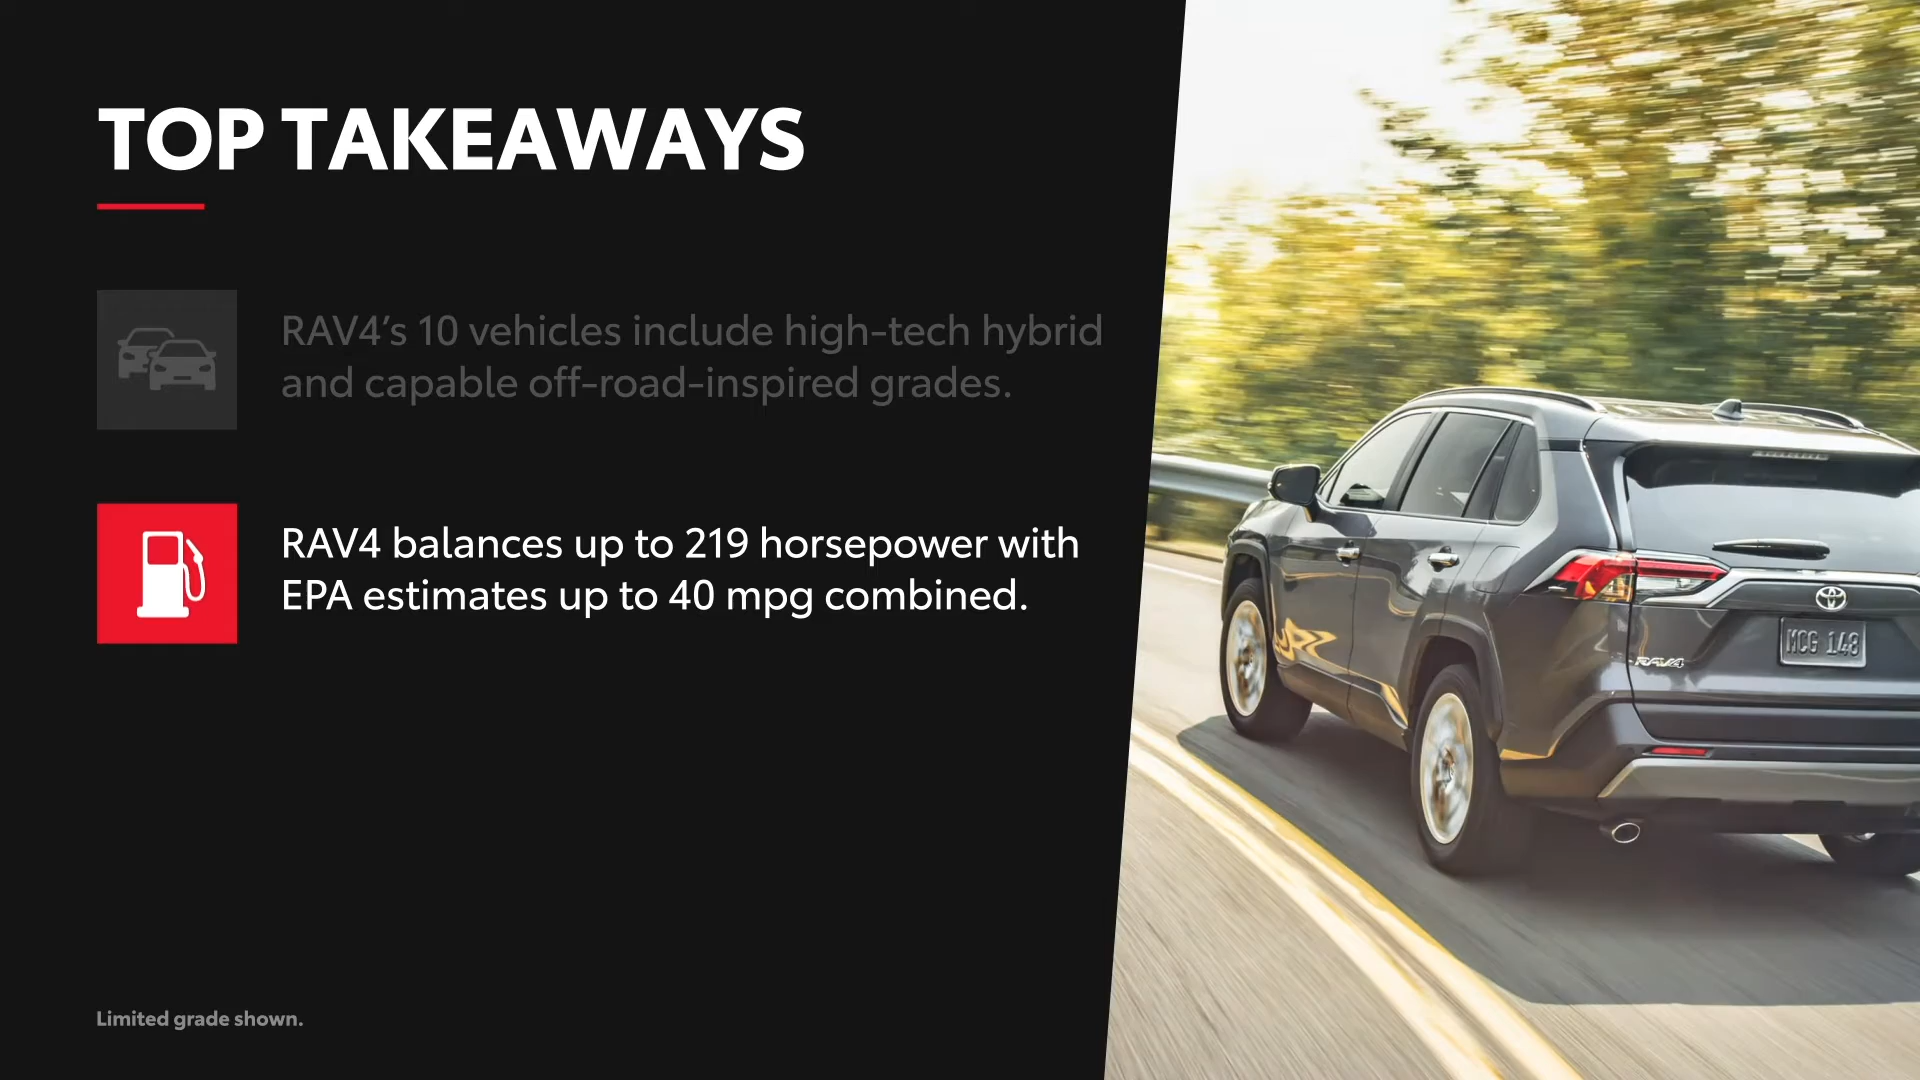 TOP TAKEAWAYS
RAV4’s 10 vehicles include high-tech hybrid
and capable off-road-inspired grades.
RAV4 balances up to 219 horsepower with
EPA estimates up to 40 mpg combined.
RAV4
MCG 148
Limited grade shown.